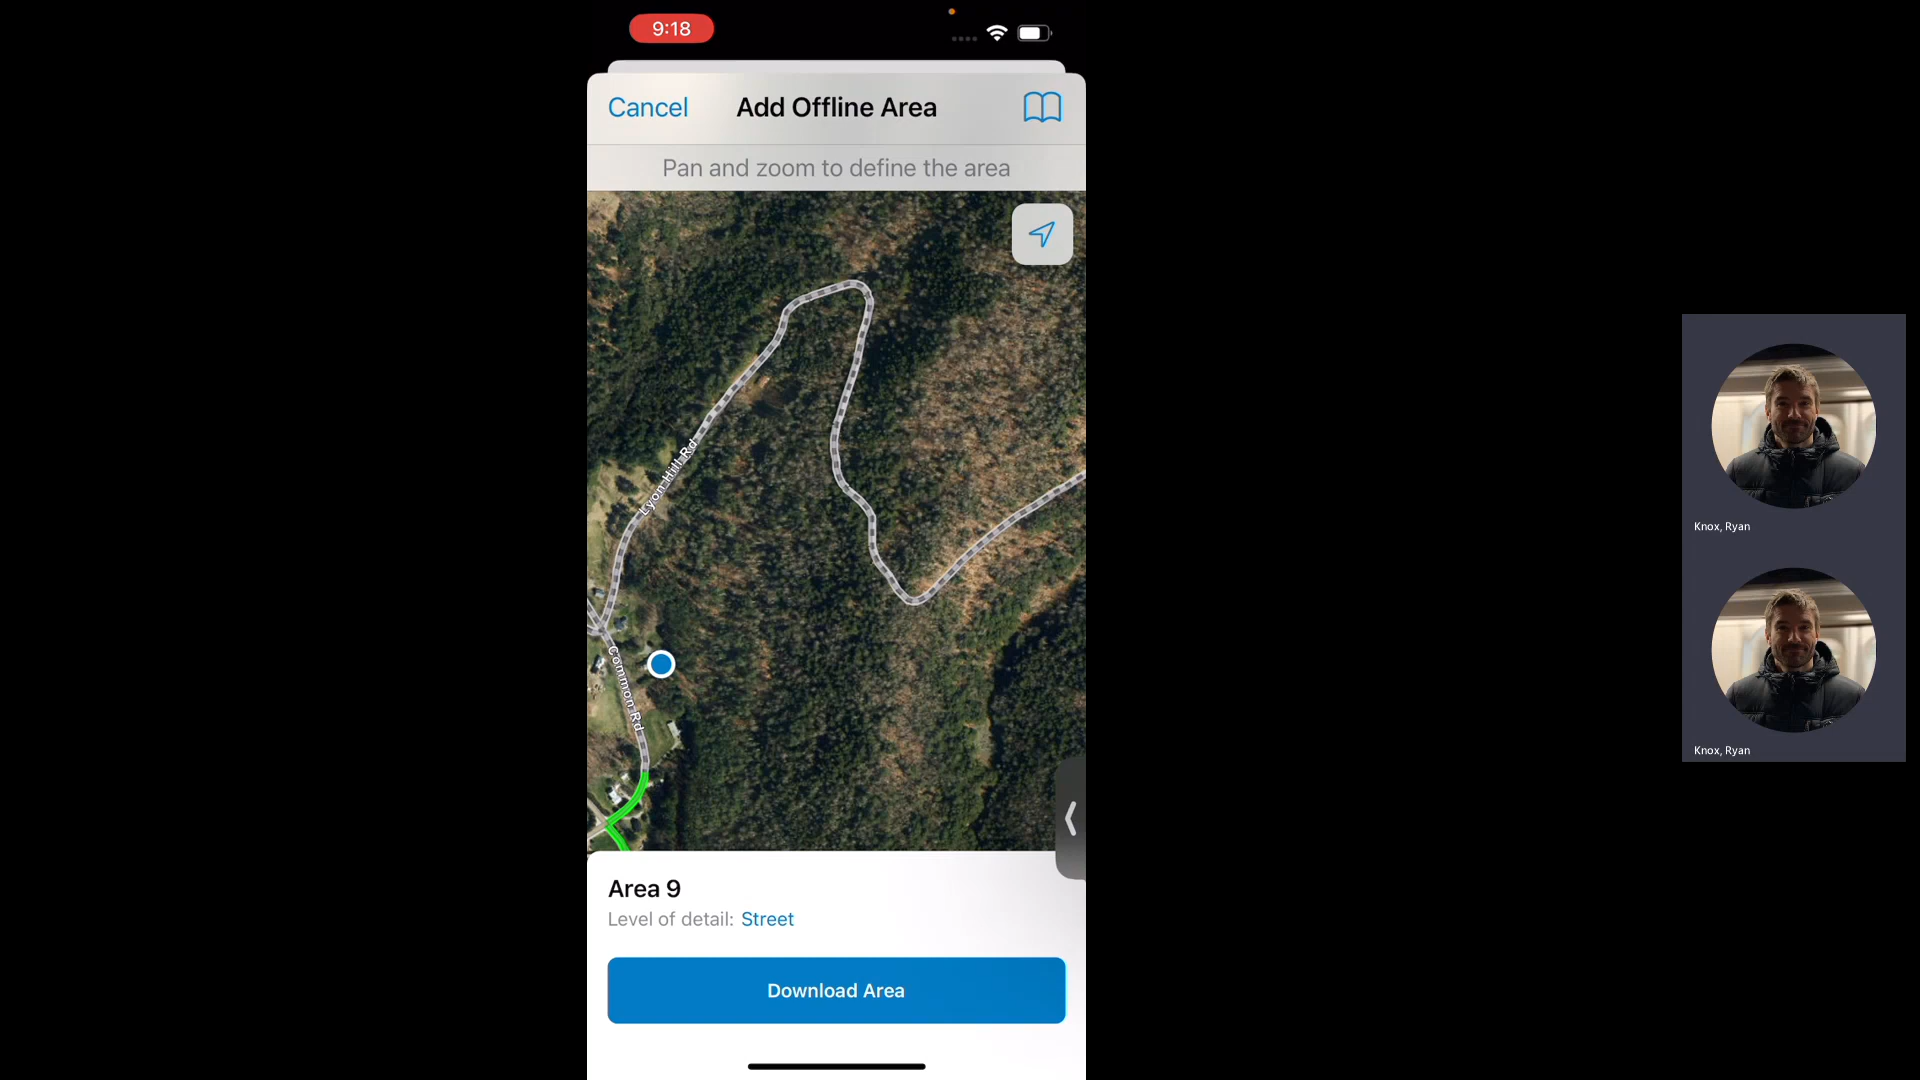 9:18
Cancel
Add Offline Area
Pan and zoom to define the area
Lyon Hill Rd
Common Rd
Area 9
Level of detail: Street
Download Area
Knox, Ryan
Knox, Ryan